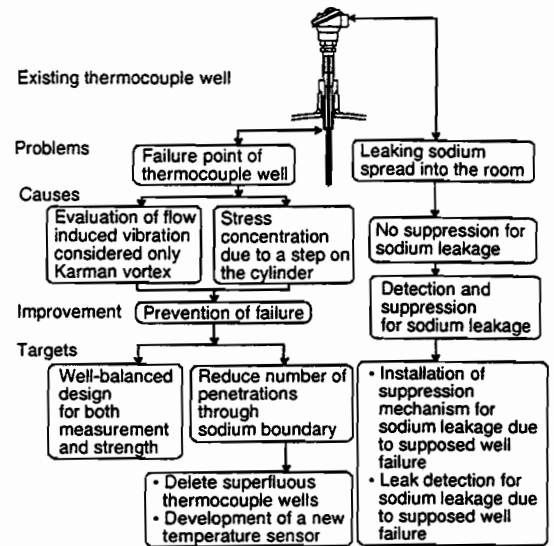 Existing thermocouple well
Problems
Failure point of
thermocouple well
Leaking sodium
spread into the room
Causes
Evaluation of flow
induced vibration
considered only
Karman vortex
Stress
concentration
due to a step on
the cylinder
No suppression for
sodium leakage
Improvement
Prevention of failure
Detection and
suppression
for sodium leakage
Targets
Well-balanced
design
for both
measurement
and strength
Reduce number of
penetrations
through
sodium boundary
• Installation of
suppression
mechanism for
sodium leakage due
to supposed well
failure
• Leak detection for
sodium leakage due
to supposed well
failure
• Delete superfluous
thermocouple wells
• Development of a new
temperature sensor